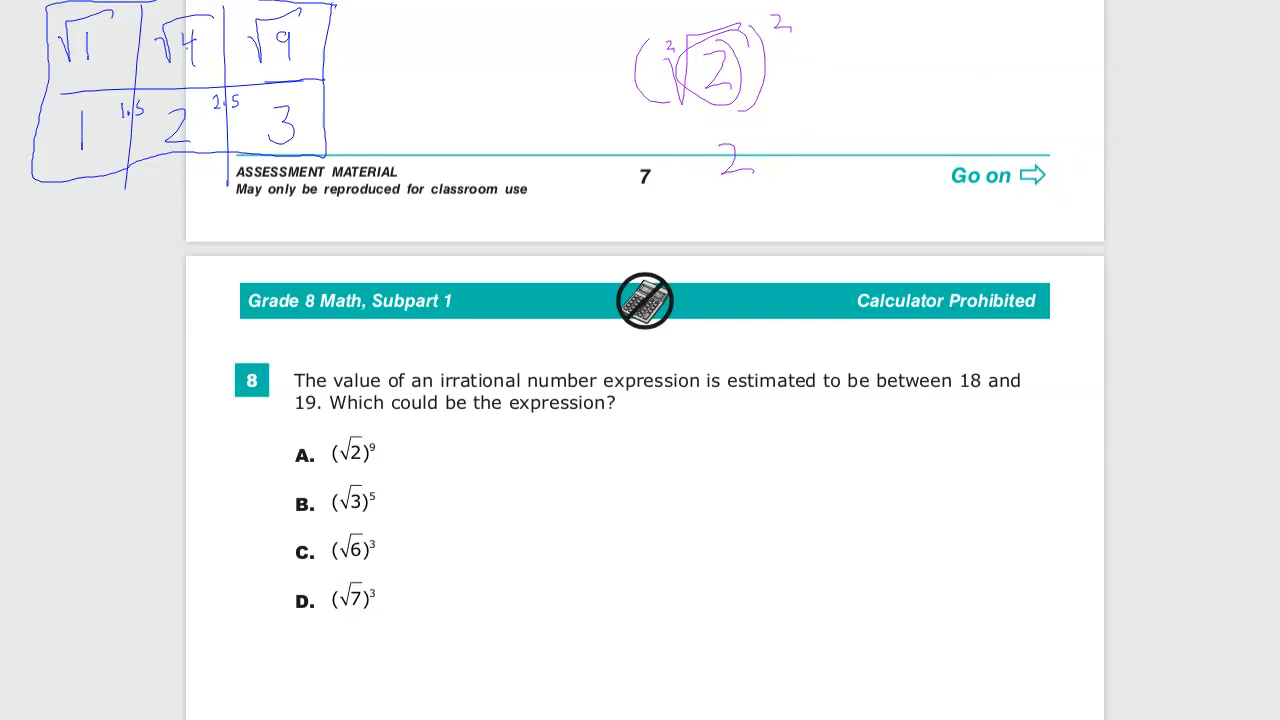 √1 √4 √9
1 1.5 2 2.5 3
(²√2)²
2
ASSESSMENT MATERIAL
May only be reproduced for classroom use
7
Go on
Grade 8 Math, Subpart 1
Calculator Prohibited
8
The value of an irrational number expression is estimated to be between 18 and
19. Which could be the expression?
A. (√2)⁹
B. (√3)⁵
C. (√6)³
D. (√7)³